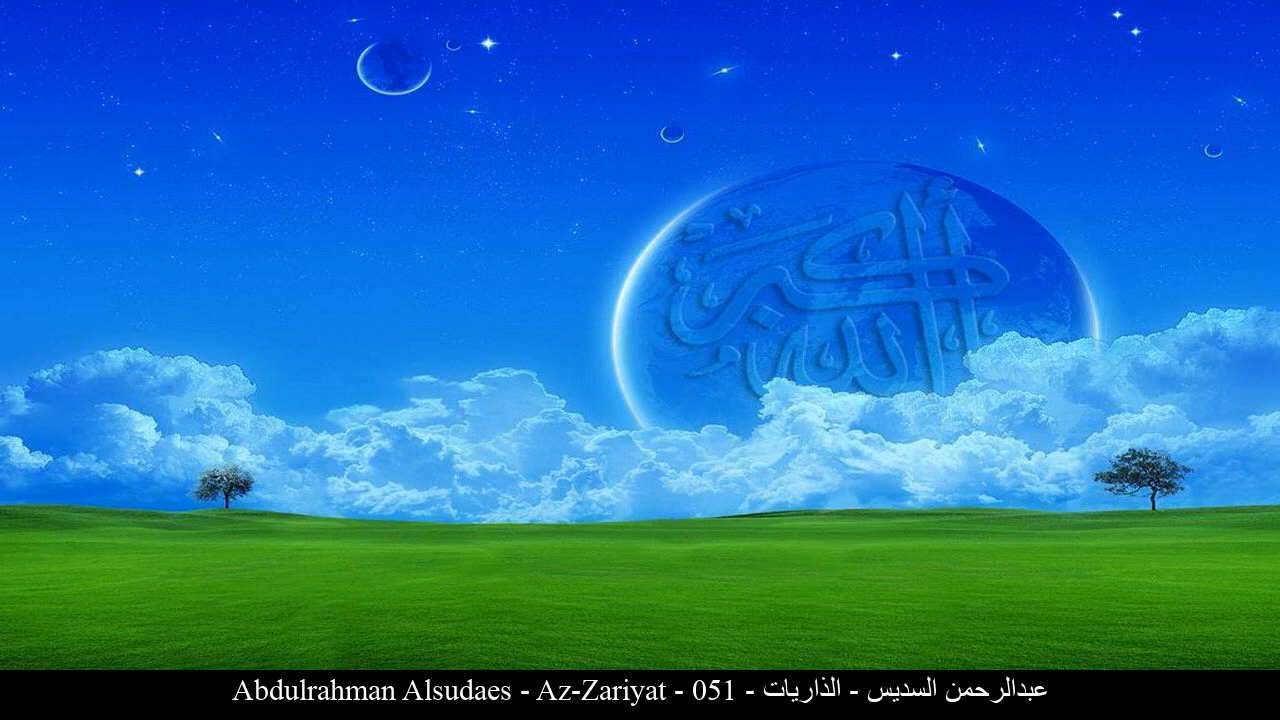 الله أكبر
Abdulrahman Alsudaes - Az-Zariyat - 051 - عبدالرحمن السديس - الذاريات